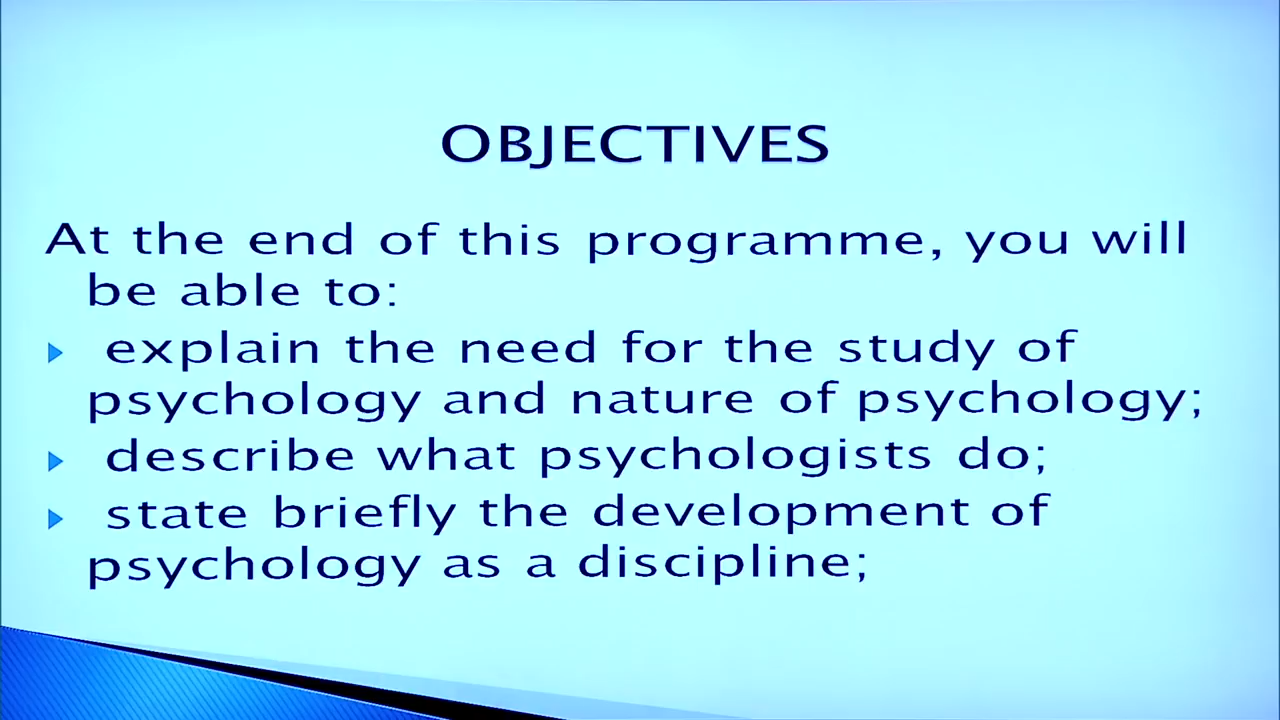 OBJECTIVES
At the end of this programme, you will
be able to:
explain the need for the study of
psychology and nature of psychology;
describe what psychologists do;
state briefly the development of
psychology as a discipline;